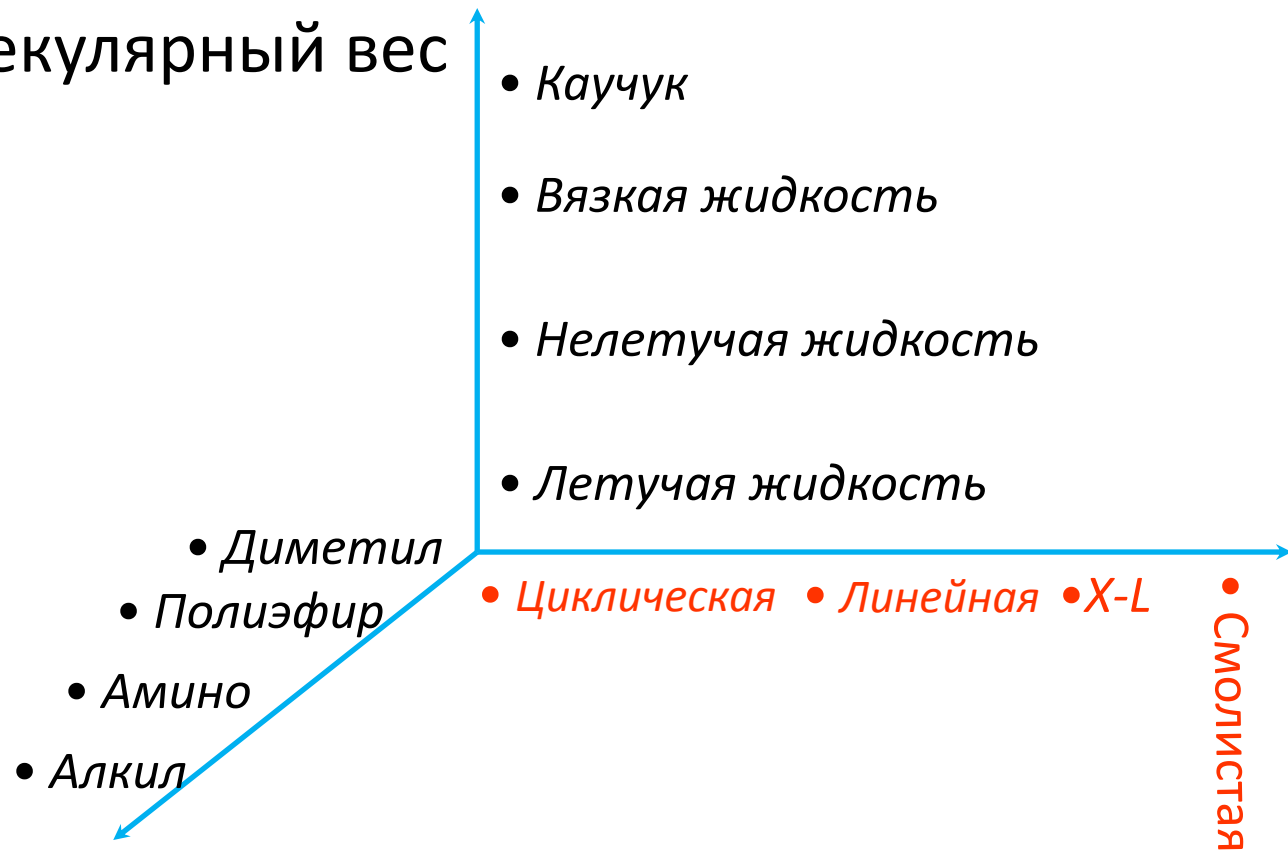 екулярный вес
• Каучук
• Вязкая жидкость
• Нелетучая жидкость
• Летучая жидкость
• Диметил
• Полиэфир
• Амино
• Алкил
• Циклическая • Линейная •X-L
• Смолистая